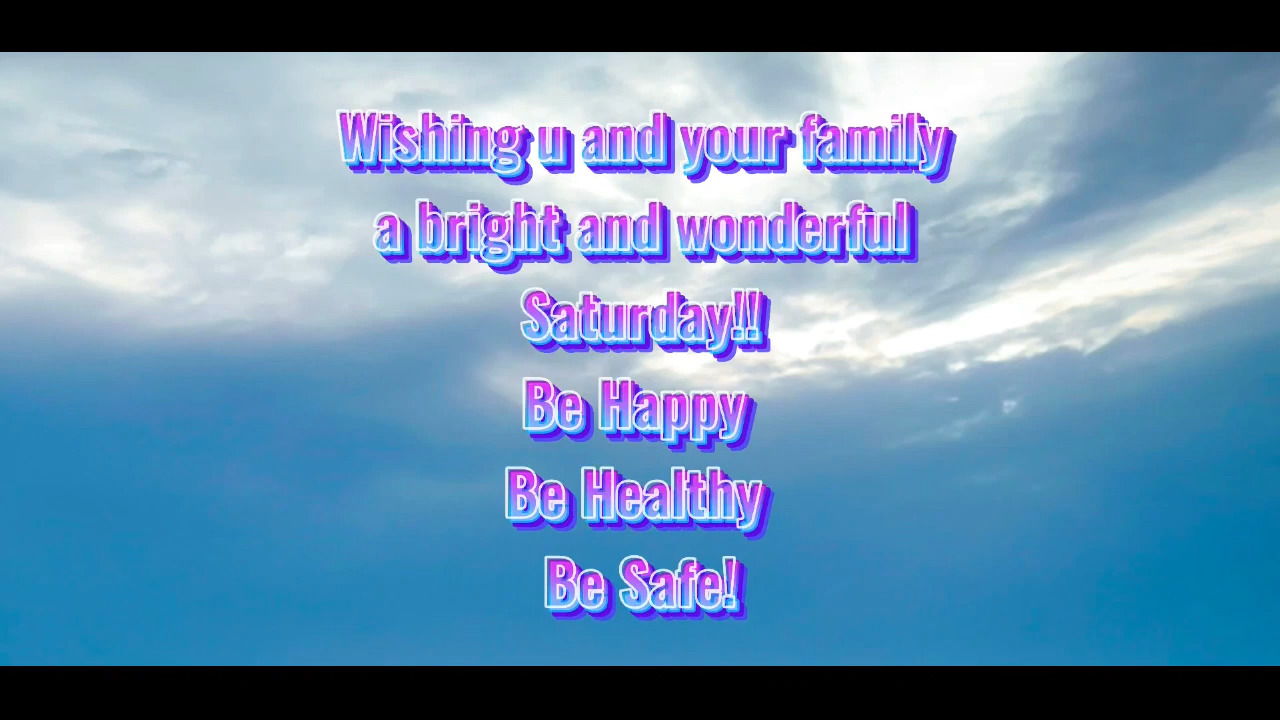 Wishing u and your family
a bright and wonderful
Saturday!!
Be Happy
Be Healthy
Be Safe!